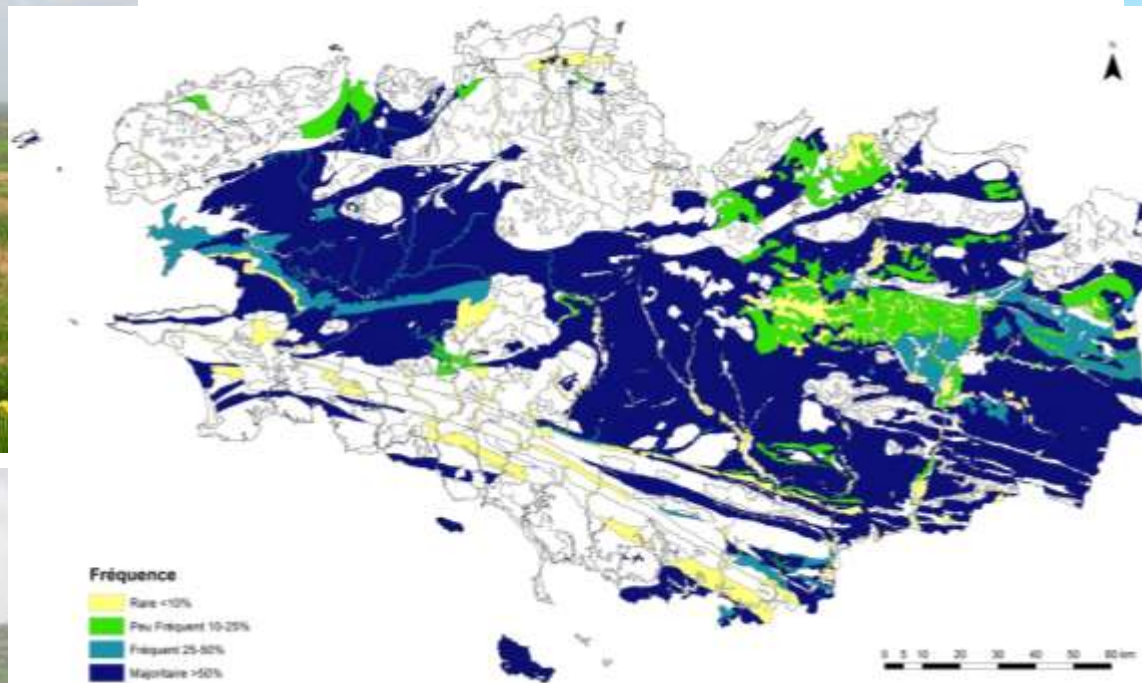 N
Fréquence
Rare <10%
Peu Fréquent 10-25%
Fréquent 25-50%
Majoritaire >50%
0 5 10 20 30 40 50 60 km